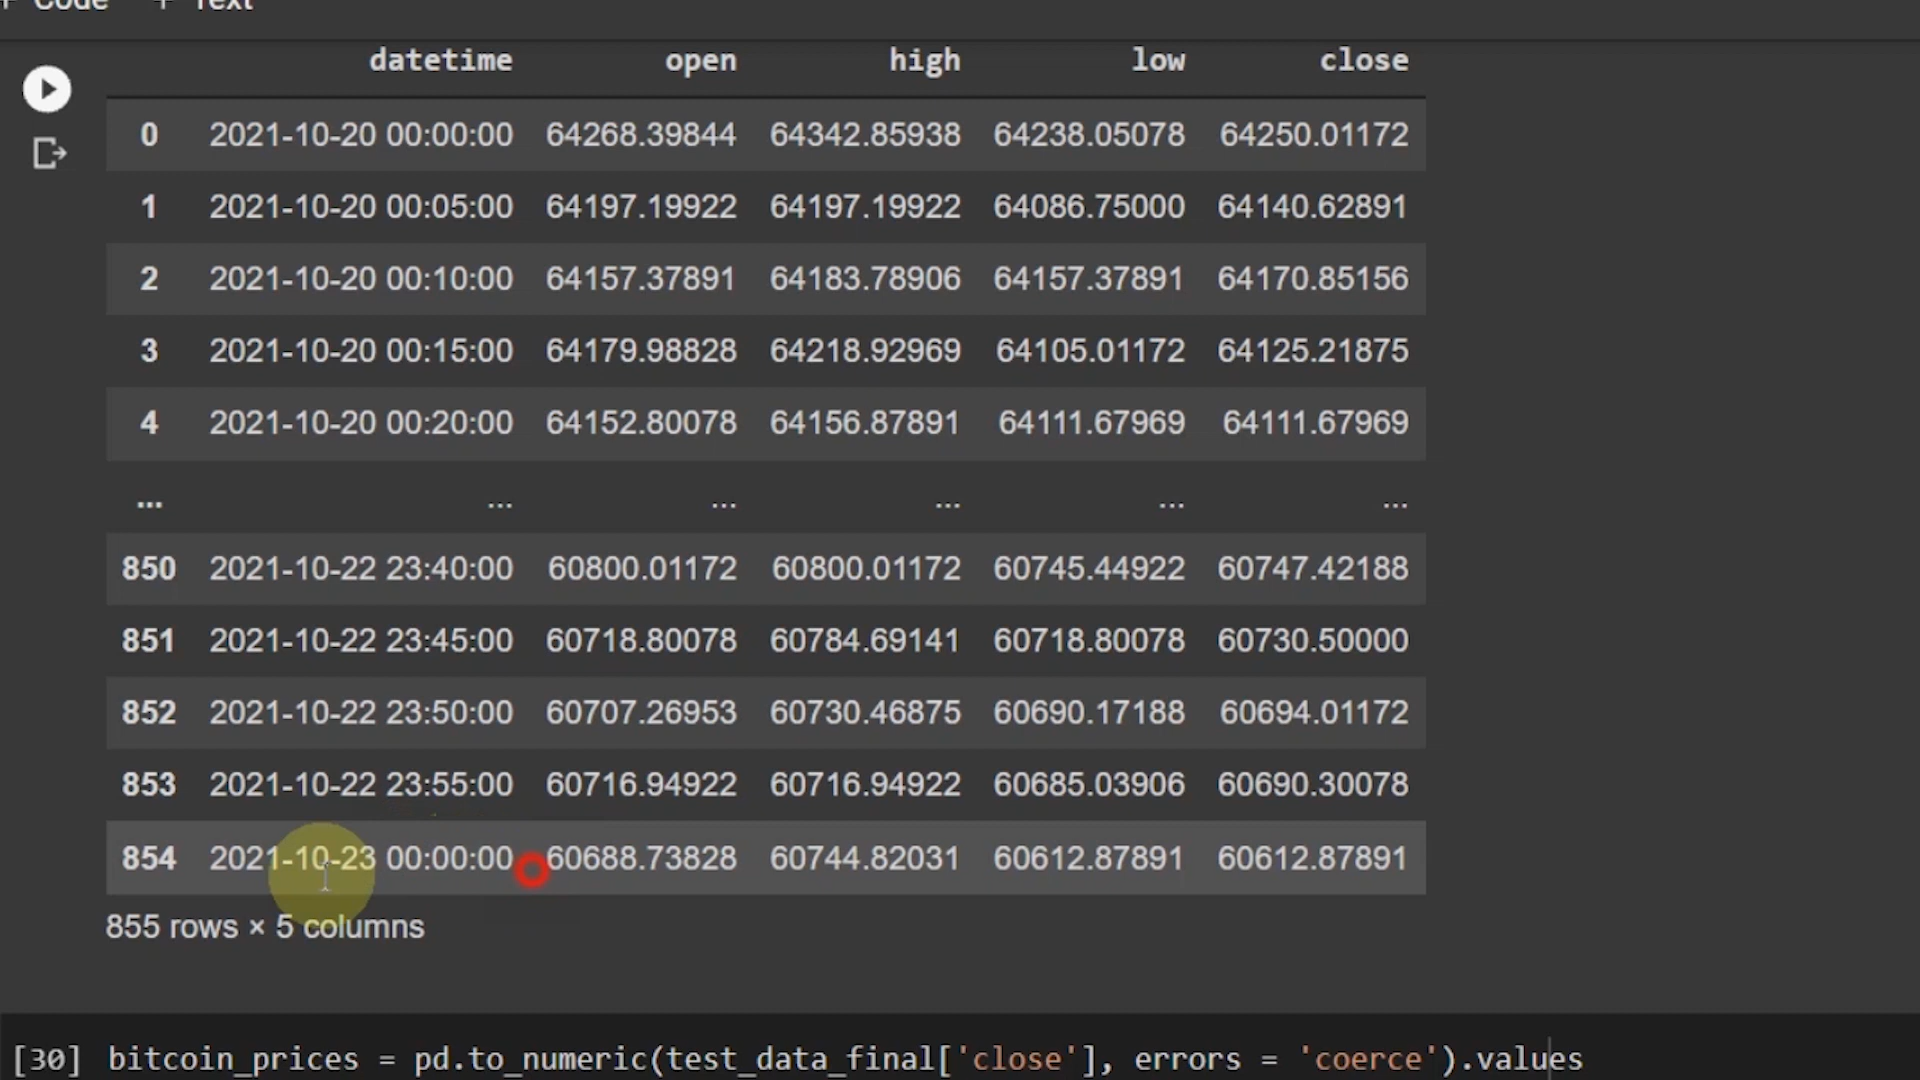 + Code + Text
datetime open high low close
0 2021-10-20 00:00:00 64268.39844 64342.85938 64238.05078 64250.01172
1 2021-10-20 00:05:00 64197.19922 64197.19922 64086.75000 64140.62891
2 2021-10-20 00:10:00 64157.37891 64183.78906 64157.37891 64170.85156
3 2021-10-20 00:15:00 64179.98828 64218.92969 64105.01172 64125.21875
4 2021-10-20 00:20:00 64152.80078 64156.87891 64111.67969 64111.67969
... ... ... ... ... ...
850 2021-10-22 23:40:00 60800.01172 60800.01172 60745.44922 60747.42188
851 2021-10-22 23:45:00 60718.80078 60784.69141 60718.80078 60730.50000
852 2021-10-22 23:50:00 60707.26953 60730.46875 60690.17188 60694.01172
853 2021-10-22 23:55:00 60716.94922 60716.94922 60685.03906 60690.30078
854 2021-10-23 00:00:00 60688.73828 60744.82031 60612.87891 60612.87891
855 rows × 5 columns
[30] bitcoin_prices = pd.to_numeric(test_data_final['close'], errors = 'coerce').values